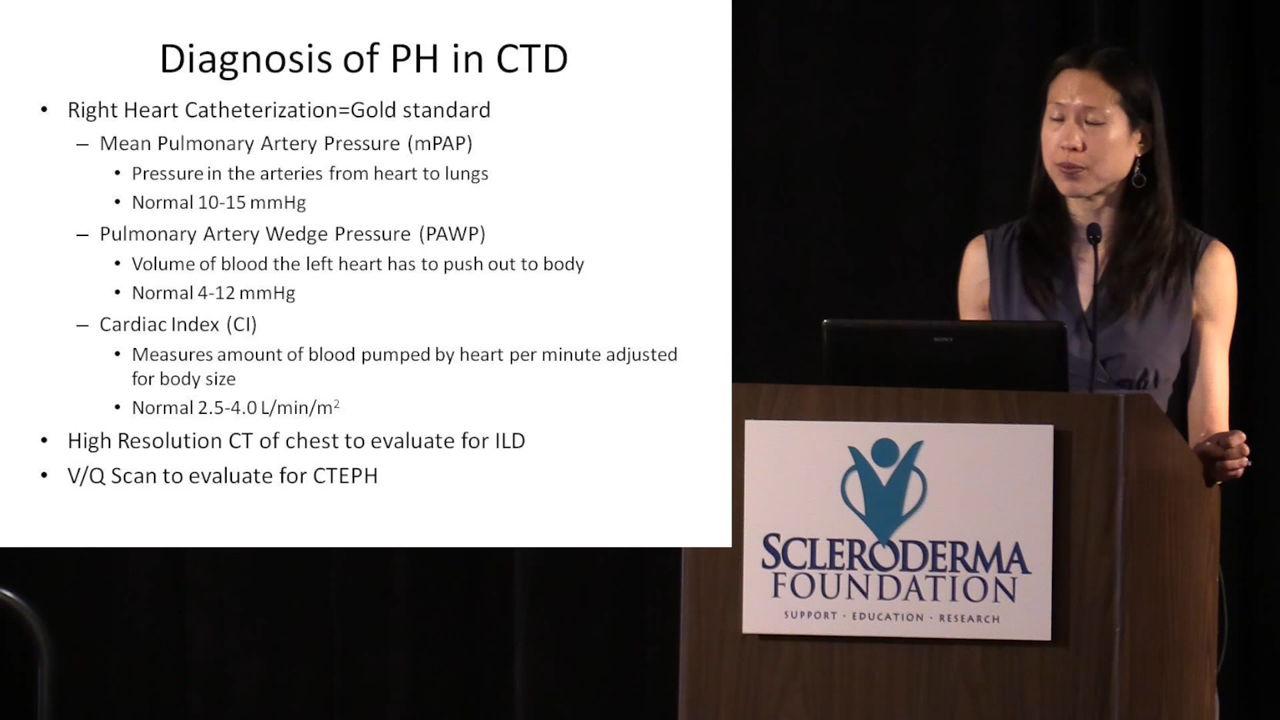 Diagnosis of PH in CTD
• Right Heart Catheterization=Gold standard
– Mean Pulmonary Artery Pressure (mPAP)
• Pressure in the arteries from heart to lungs
• Normal 10-15 mmHg
– Pulmonary Artery Wedge Pressure (PAWP)
• Volume of blood the left heart has to push out to body
• Normal 4-12 mmHg
– Cardiac Index (CI)
• Measures amount of blood pumped by heart per minute adjusted
for body size
• Normal 2.5-4.0 L/min/m²
• High Resolution CT of chest to evaluate for ILD
• V/Q Scan to evaluate for CTEPH
SONY
SCLERODERMA
FOUNDATION
SUPPORT · EDUCATION · RESEARCH